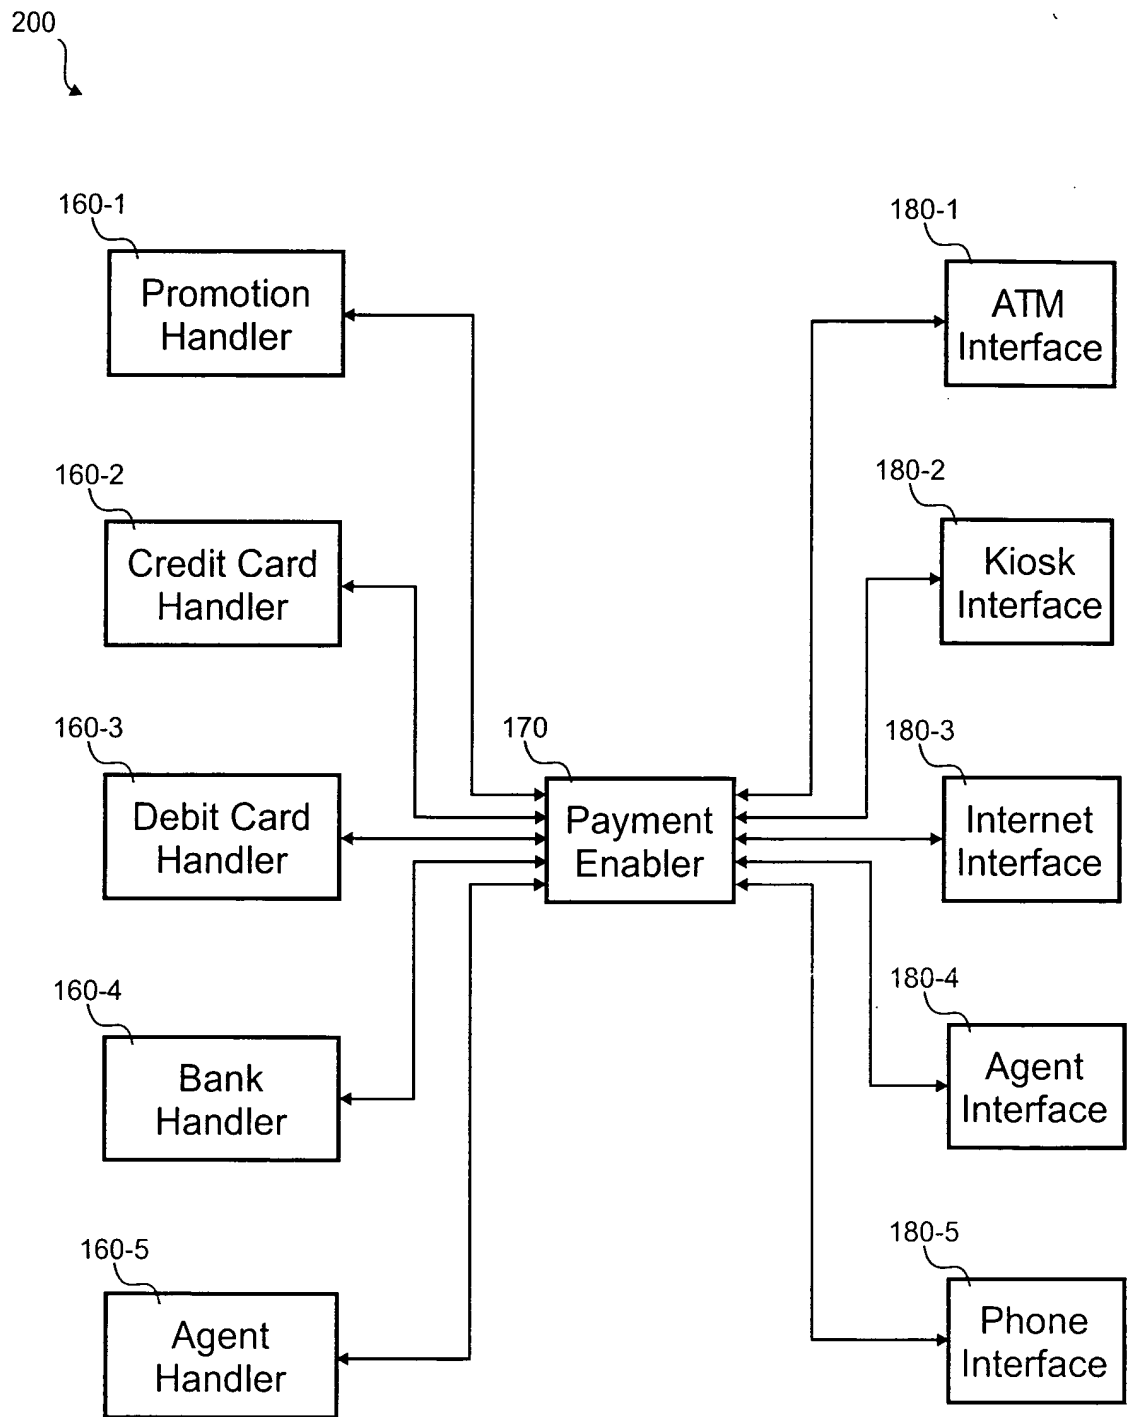 200
160-1
Promotion
Handler
180-1
ATM
Interface
160-2
Credit Card
Handler
180-2
Kiosk
Interface
160-3
Debit Card
Handler
170
Payment
Enabler
180-3
Internet
Interface
160-4
Bank
Handler
180-4
Agent
Interface
160-5
Agent
Handler
180-5
Phone
Interface